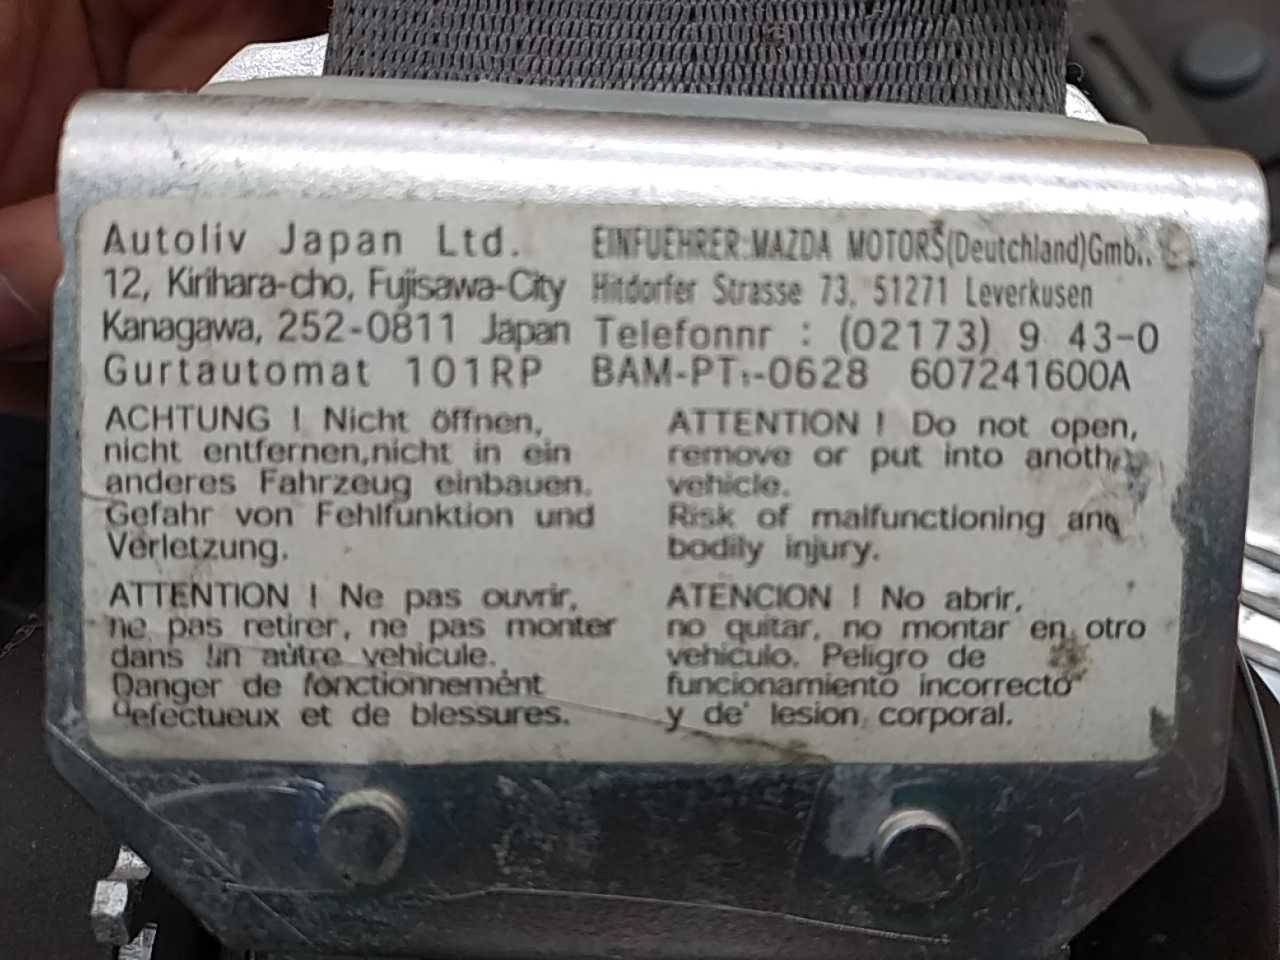 Autoliv Japan Ltd.
12, Kirihara-cho, Fujisawa-City
Kanagawa, 252-0811 Japan
Gurtautomat 101RP
EINFUEHRER:MAZDA MOTORS(Deutchland)Gmb..
Hitdorfer Strasse 73, 51271 Leverkusen
Telefonnr : (02173) 9 43-0
BAM-PT1-0628 607241600A
ACHTUNG ! Nicht öffnen,
nicht entfernen,nicht in ein
anderes Fahrzeug einbauen.
Gefahr von Fehlfunktion und
Verletzung.
ATTENTION ! Do not open,
remove or put into another
vehicle.
Risk of malfunctioning and
bodily injury.
ATTENTION ! Ne pas ouvrir,
ne pas retirer, ne pas monter
dans un autre vehicule.
Danger de fonctionnement
defectueux et de blessures.
ATENCION ! No abrir,
no quitar, no montar en otro
vehiculo. Peligro de
funcionamiento incorrecto
y de lesion corporal.